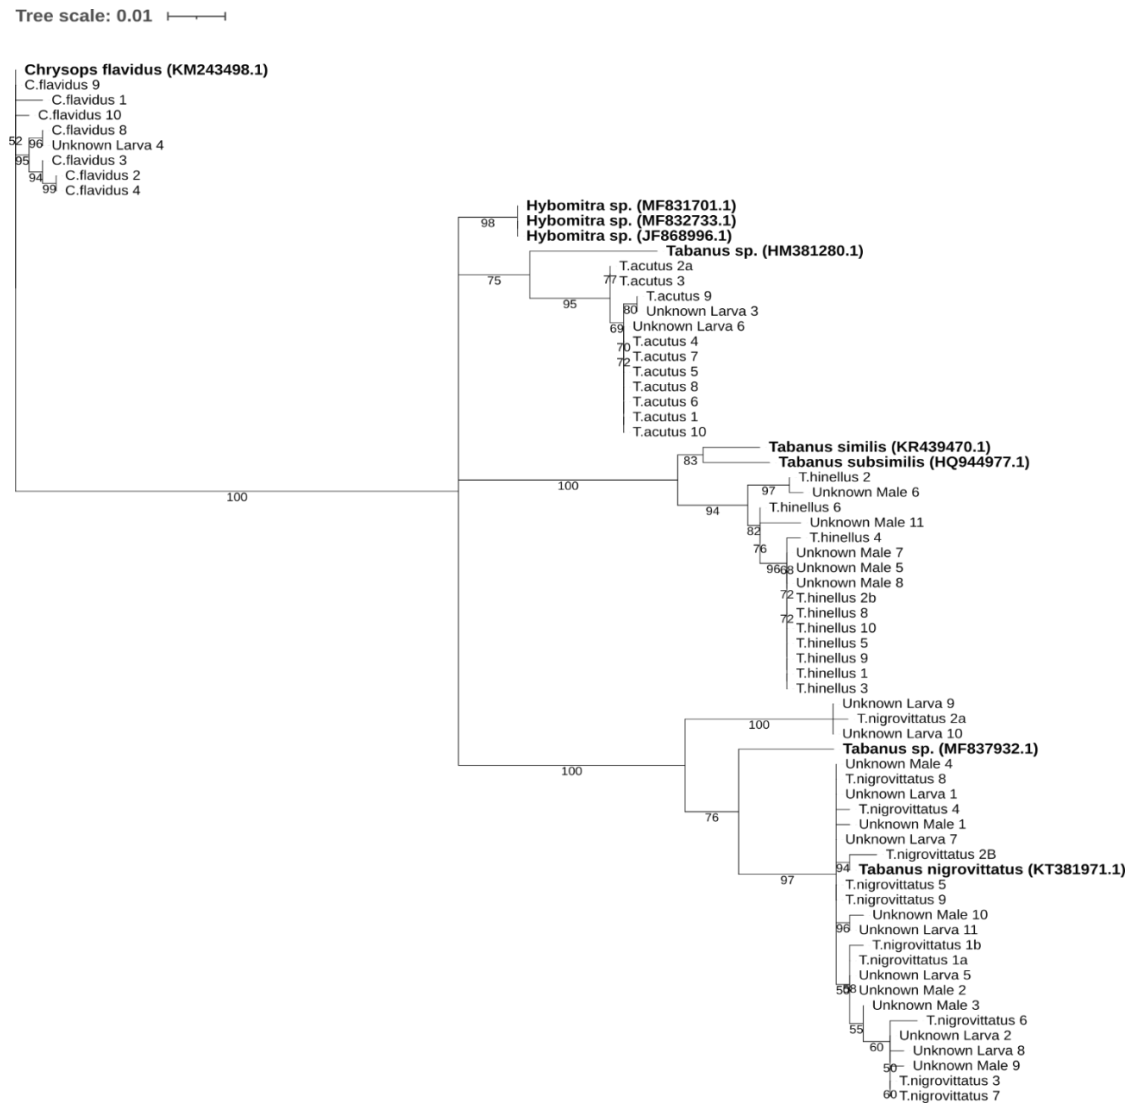 Tree scale: 0.01
Chrysops flavidus (KM243498.1)
C.flavidus 9
C.flavidus 1
C.flavidus 10
C.flavidus 8
52
96
Unknown Larva 4
95
C.flavidus 3
94
C.flavidus 2
99
C.flavidus 4
Hybomitra sp. (MF831701.1)
98
Hybomitra sp. (MF832733.1)
Hybomitra sp. (JF868996.1)
Tabanus sp. (HM381280.1)
T.acutus 2a
75
77
T.acutus 3
T.acutus 9
95
80
Unknown Larva 3
69
Unknown Larva 6
70
T.acutus 4
72
T.acutus 7
T.acutus 5
T.acutus 8
T.acutus 6
T.acutus 1
T.acutus 10
Tabanus similis (KR439470.1)
83
Tabanus subsimilis (HQ944977.1)
T.hinellus 2
100
100
97
Unknown Male 6
94
T.hinellus 6
Unknown Male 11
82
T.hinellus 4
76
Unknown Male 7
96
68
Unknown Male 5
Unknown Male 8
72
T.hinellus 2b
72
T.hinellus 8
T.hinellus 10
T.hinellus 5
T.hinellus 9
T.hinellus 1
T.hinellus 3
Unknown Larva 9
100
T.nigrovittatus 2a
Unknown Larva 10
Tabanus sp. (MF837932.1)
100
Unknown Male 4
T.nigrovittatus 8
Unknown Larva 1
T.nigrovittatus 4
76
Unknown Male 1
Unknown Larva 7
T.nigrovittatus 2B
94
Tabanus nigrovittatus (KT381971.1)
97
T.nigrovittatus 5
T.nigrovittatus 9
Unknown Male 10
96
Unknown Larva 11
T.nigrovittatus 1b
T.nigrovittatus 1a
Unknown Larva 5
Unknown Male 2
Unknown Male 3
55
T.nigrovittatus 6
60
Unknown Larva 2
Unknown Larva 8
50
Unknown Male 9
T.nigrovittatus 3
60
T.nigrovittatus 7